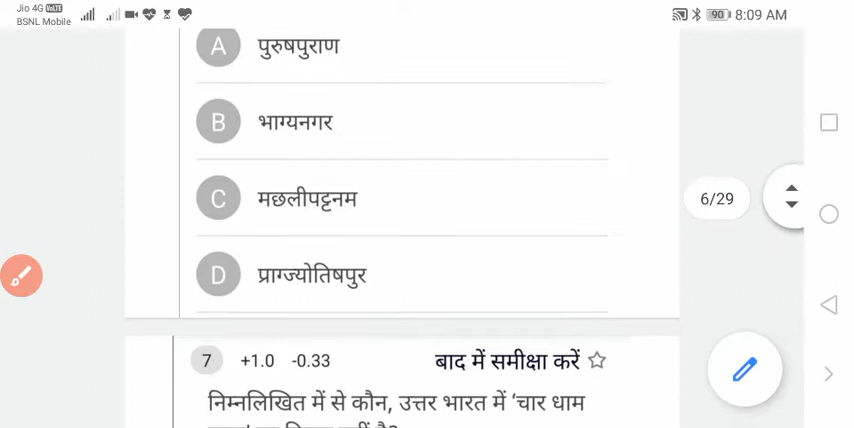 Jio 4G VoLTE
BSNL Mobile
90
8:09 AM
A पुरुषपुराण
B भाग्यनगर
C मछलीपट्टनम
6/29
D प्राग्ज्योतिषपुर
7 +1.0 -0.33 बाद में समीक्षा करें
निम्नलिखित में से कौन, उत्तर भारत में 'चार धाम